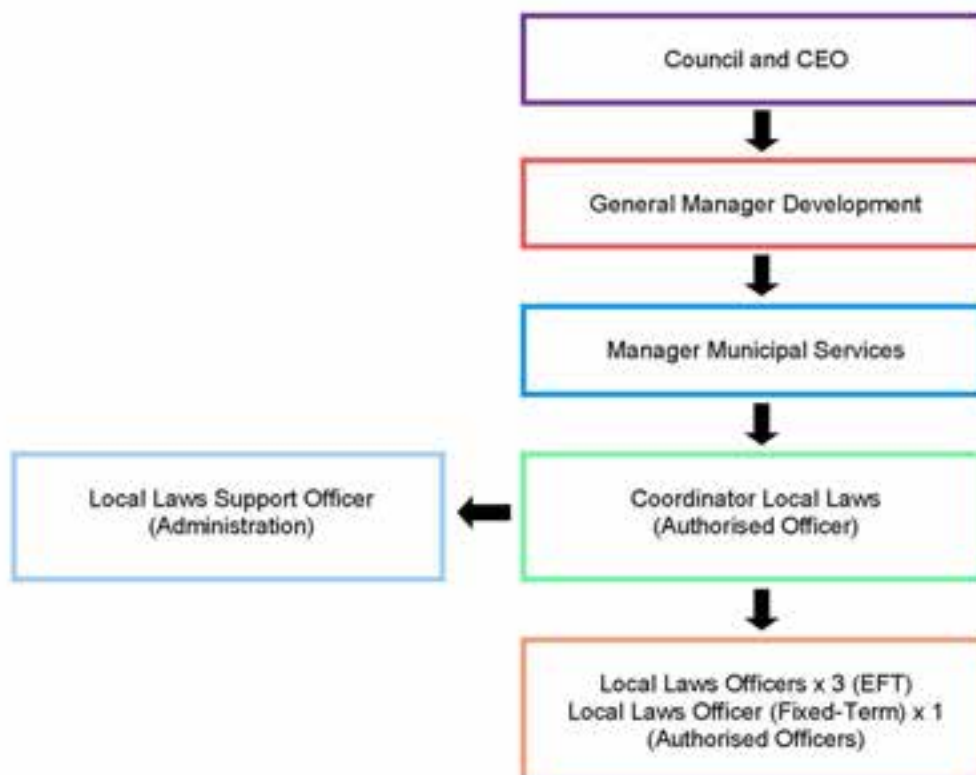 Council and CEO
General Manager Development
Manager Municipal Services
Local Laws Support Officer
(Administration)
Coordinator Local Laws
(Authorised Officer)
Local Laws Officers x 3 (EFT)
Local Laws Officer (Fixed-Term) x 1
(Authorised Officers)